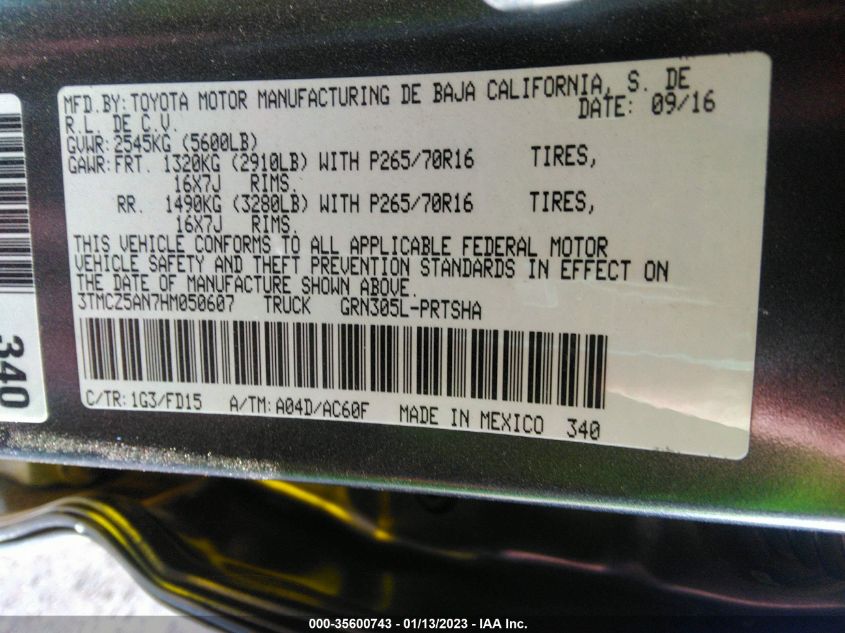 MFD.BY: TOYOTA MOTOR MANUFACTURING DE BAJA CALIFORNIA, S. DE
R.L. DE C.V. DATE: 09/16
GVWR: 2545KG (5600LB)
GAWR: FRT. 1320KG (2910LB) WITH P265/70R16 TIRES,
16X7J RIMS.
RR. 1490KG (3280LB) WITH P265/70R16 TIRES,
16X7J RIMS.
THIS VEHICLE CONFORMS TO ALL APPLICABLE FEDERAL MOTOR
VEHICLE SAFETY AND THEFT PREVENTION STANDARDS IN EFFECT ON
THE DATE OF MANUFACTURE SHOWN ABOVE.
3TMCZ5AN7HM050607 TRUCK GRN305L-PRTSHA
C/TR: 1G3/FD15 A/TM: A04D/AC60F MADE IN MEXICO 340
340
000-35600743 - 01/13/2023 - IAA Inc.